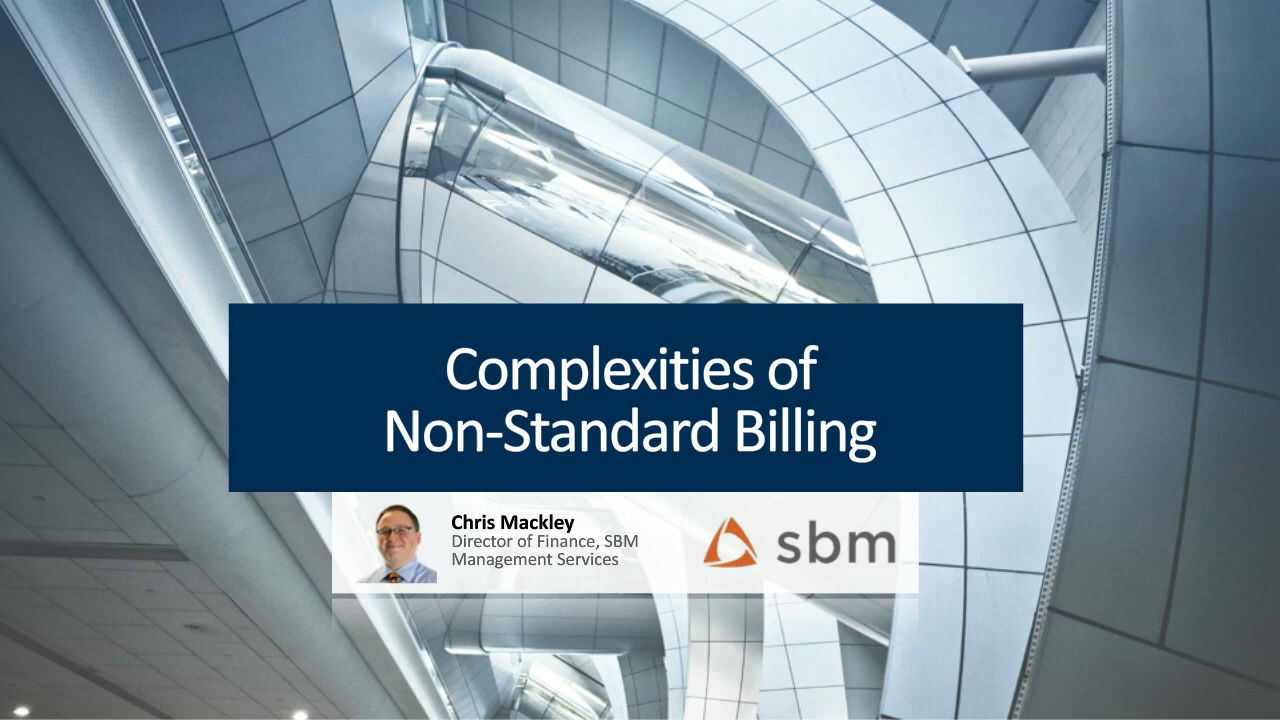 Complexities of
Non-Standard Billing
Chris Mackley
Director of Finance, SBM
Management Services
sbm